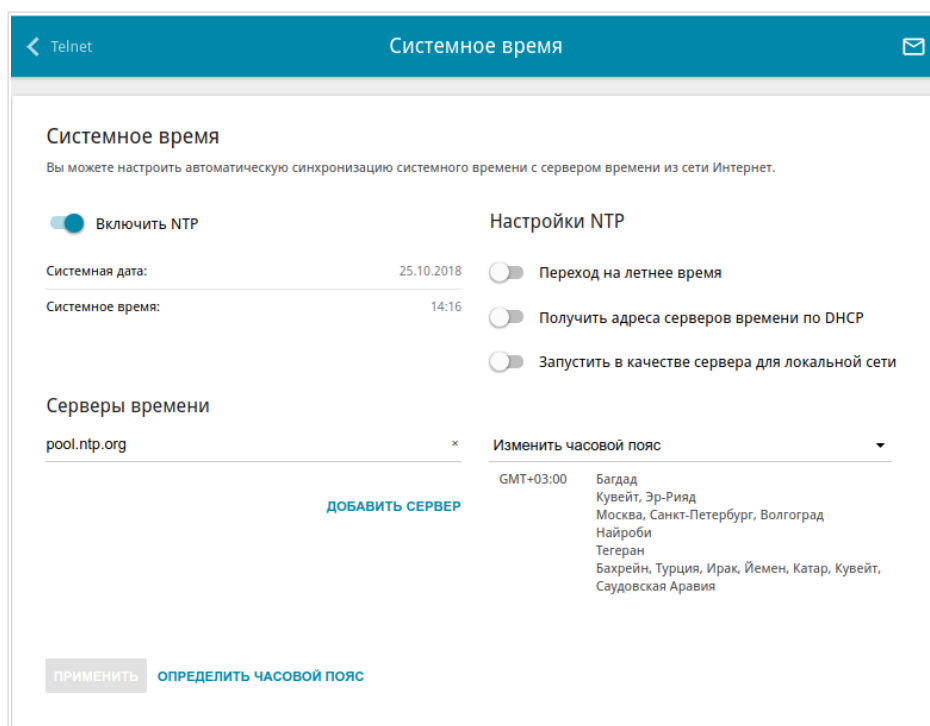 Telnet
Системное время
Системное время
Вы можете настроить автоматическую синхронизацию системного времени с сервером времени из сети Интернет.
Включить NTP
Системная дата: 25.10.2018
Системное время: 14:16
Настройки NTP
Переход на летнее время
Получить адреса серверов времени по DHCP
Запустить в качестве сервера для локальной сети
Серверы времени
pool.ntp.org ×
ДОБАВИТЬ СЕРВЕР
Изменить часовой пояс
GMT+03:00 Багдад
Кувейт, Эр-Рияд
Москва, Санкт-Петербург, Волгоград
Найроби
Тегеран
Бахрейн, Турция, Ирак, Йемен, Катар, Кувейт,
Саудовская Аравия
ПРИМЕНИТЬ ОПРЕДЕЛИТЬ ЧАСОВОЙ ПОЯС